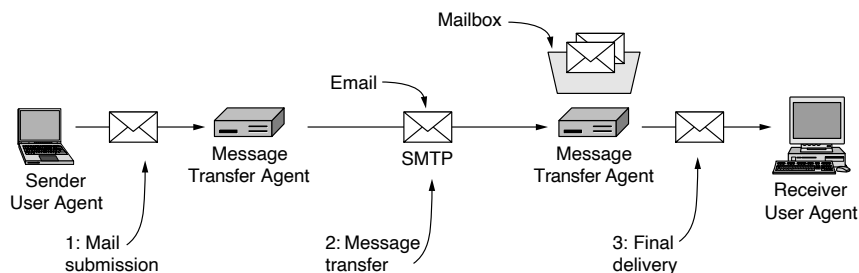 Mailbox
Email
SMTP
Sender
User Agent
Message
Transfer Agent
Message
Transfer Agent
Receiver
User Agent
1: Mail
submission
2: Message
transfer
3: Final
delivery